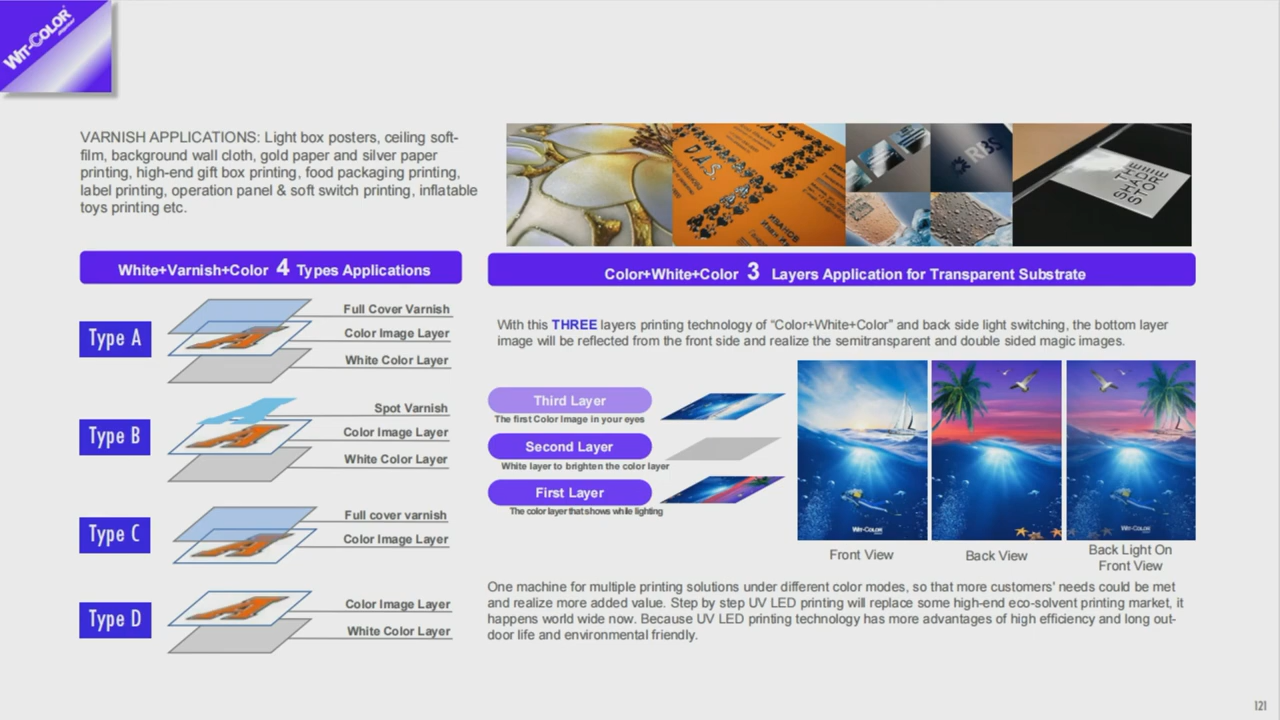 WIT-COLOR
VARNISH APPLICATIONS: Light box posters, ceiling soft-
film, background wall cloth, gold paper and silver paper
printing, high-end gift box printing, food packaging printing,
label printing, operation panel & soft switch printing, inflatable
toys printing etc.
D.A.S.
ИВАНОВ
RBS
SHARE
THE
STORE
White+Varnish+Color 4 Types Applications
Type A
Full Cover Varnish
Color Image Layer
White Color Layer
Type B
Spot Varnish
Color Image Layer
White Color Layer
Type C
Full cover varnish
Color Image Layer
Type D
Color Image Layer
White Color Layer
Color+White+Color 3 Layers Application for Transparent Substrate
With this THREE layers printing technology of “Color+White+Color” and back side light switching, the bottom layer
image will be reflected from the front side and realize the semitransparent and double sided magic images.
Third Layer
The first Color Image in your eyes
Second Layer
White layer to brighten the color layer
First Layer
The color layer that shows while lighting
WIT-COLOR
WIT-COLOR
Front View
Back View
Back Light On
Front View
One machine for multiple printing solutions under different color modes, so that more customers' needs could be met
and realize more added value. Step by step UV LED printing will replace some high-end eco-solvent printing market, it
happens world wide now. Because UV LED printing technology has more advantages of high efficiency and long out-
door life and environmental friendly.
121